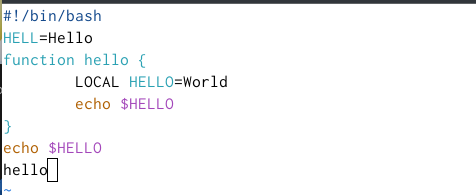 #!/bin/bash
HELL=Hello
function hello {
        LOCAL HELLO=World
        echo $HELLO
}
echo $HELLO
hello
~